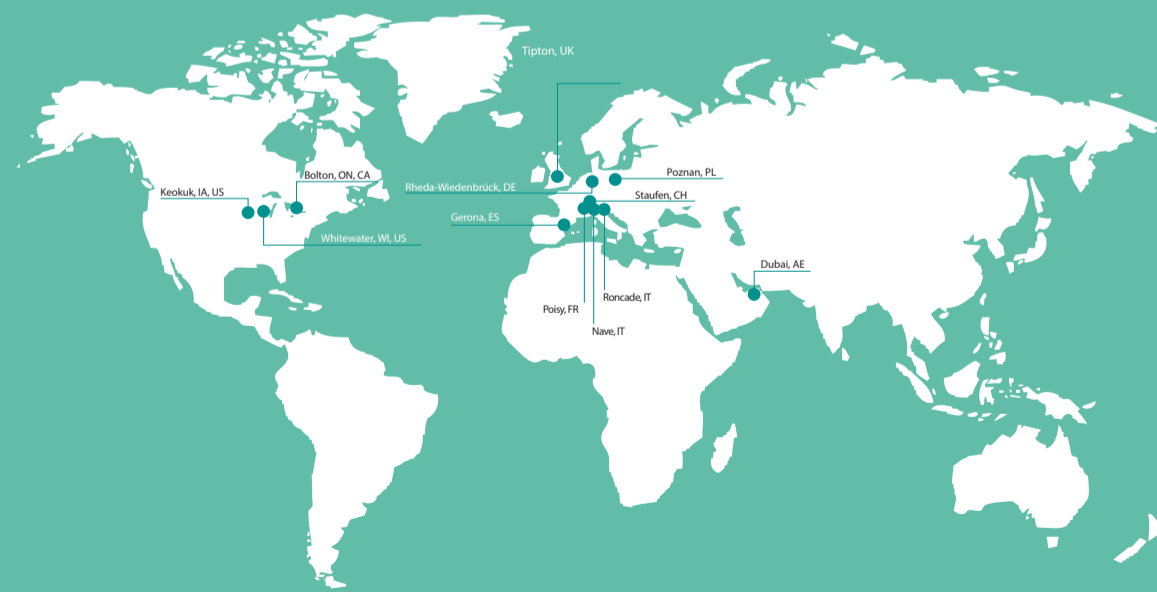 Tipton, UK
Bolton, ON, CA
Poznan, PL
Rheda-Wiedenbrück, DE
Keokuk, IA, US
Staufen, CH
Gerona, ES
Whitewater, WI, US
Dubai, AE
Roncade, IT
Poisy, FR
Nave, IT